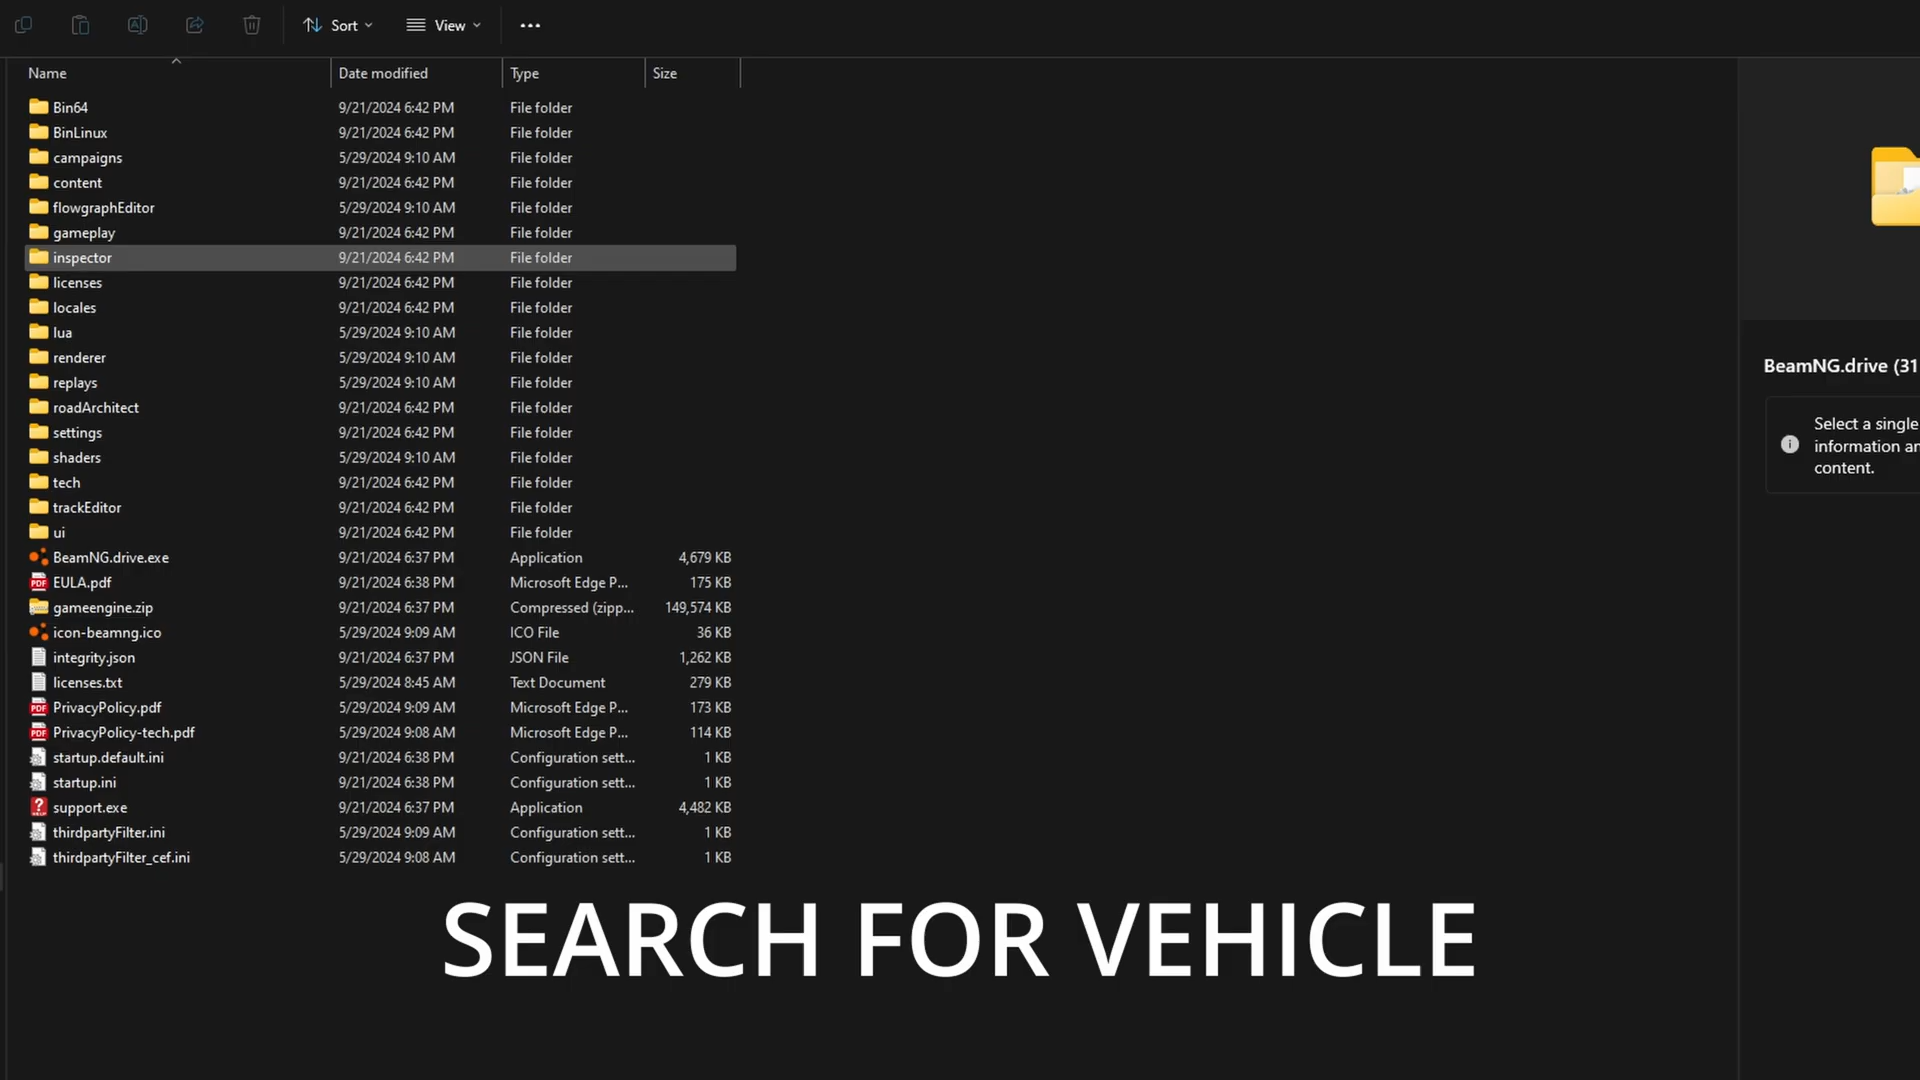 Sort View
Name Date modified Type Size
Bin64 9/21/2024 6:42 PM File folder
BinLinux 9/21/2024 6:42 PM File folder
campaigns 5/29/2024 9:10 AM File folder
content 9/21/2024 6:42 PM File folder
flowgraphEditor 5/29/2024 9:10 AM File folder
gameplay 9/21/2024 6:42 PM File folder
inspector 9/21/2024 6:42 PM File folder
licenses 9/21/2024 6:42 PM File folder
locales 9/21/2024 6:42 PM File folder
lua 5/29/2024 9:10 AM File folder
renderer 5/29/2024 9:10 AM File folder
replays 5/29/2024 9:10 AM File folder
roadArchitect 9/21/2024 6:42 PM File folder
settings 9/21/2024 6:42 PM File folder
shaders 5/29/2024 9:10 AM File folder
tech 9/21/2024 6:42 PM File folder
trackEditor 9/21/2024 6:42 PM File folder
ui 9/21/2024 6:42 PM File folder
BeamNG.drive.exe 9/21/2024 6:37 PM Application 4,679 KB
EULA.pdf 9/21/2024 6:38 PM Microsoft Edge P... 175 KB
gameengine.zip 9/21/2024 6:37 PM Compressed (zipp... 149,574 KB
icon-beamng.ico 5/29/2024 9:09 AM ICO File 36 KB
integrity.json 9/21/2024 6:37 PM JSON File 1,262 KB
licenses.txt 5/29/2024 8:45 AM Text Document 279 KB
PrivacyPolicy.pdf 5/29/2024 9:09 AM Microsoft Edge P... 173 KB
PrivacyPolicy-tech.pdf 5/29/2024 9:08 AM Microsoft Edge P... 114 KB
startup.default.ini 9/21/2024 6:38 PM Configuration sett... 1 KB
startup.ini 9/21/2024 6:38 PM Configuration sett... 1 KB
support.exe 9/21/2024 6:37 PM Application 4,482 KB
thirdpartyFilter.ini 5/29/2024 9:09 AM Configuration sett... 1 KB
thirdpartyFilter_cef.ini 5/29/2024 9:08 AM Configuration sett... 1 KB
BeamNG.drive (31
Select a single
information an
content.
SEARCH FOR VEHICLE